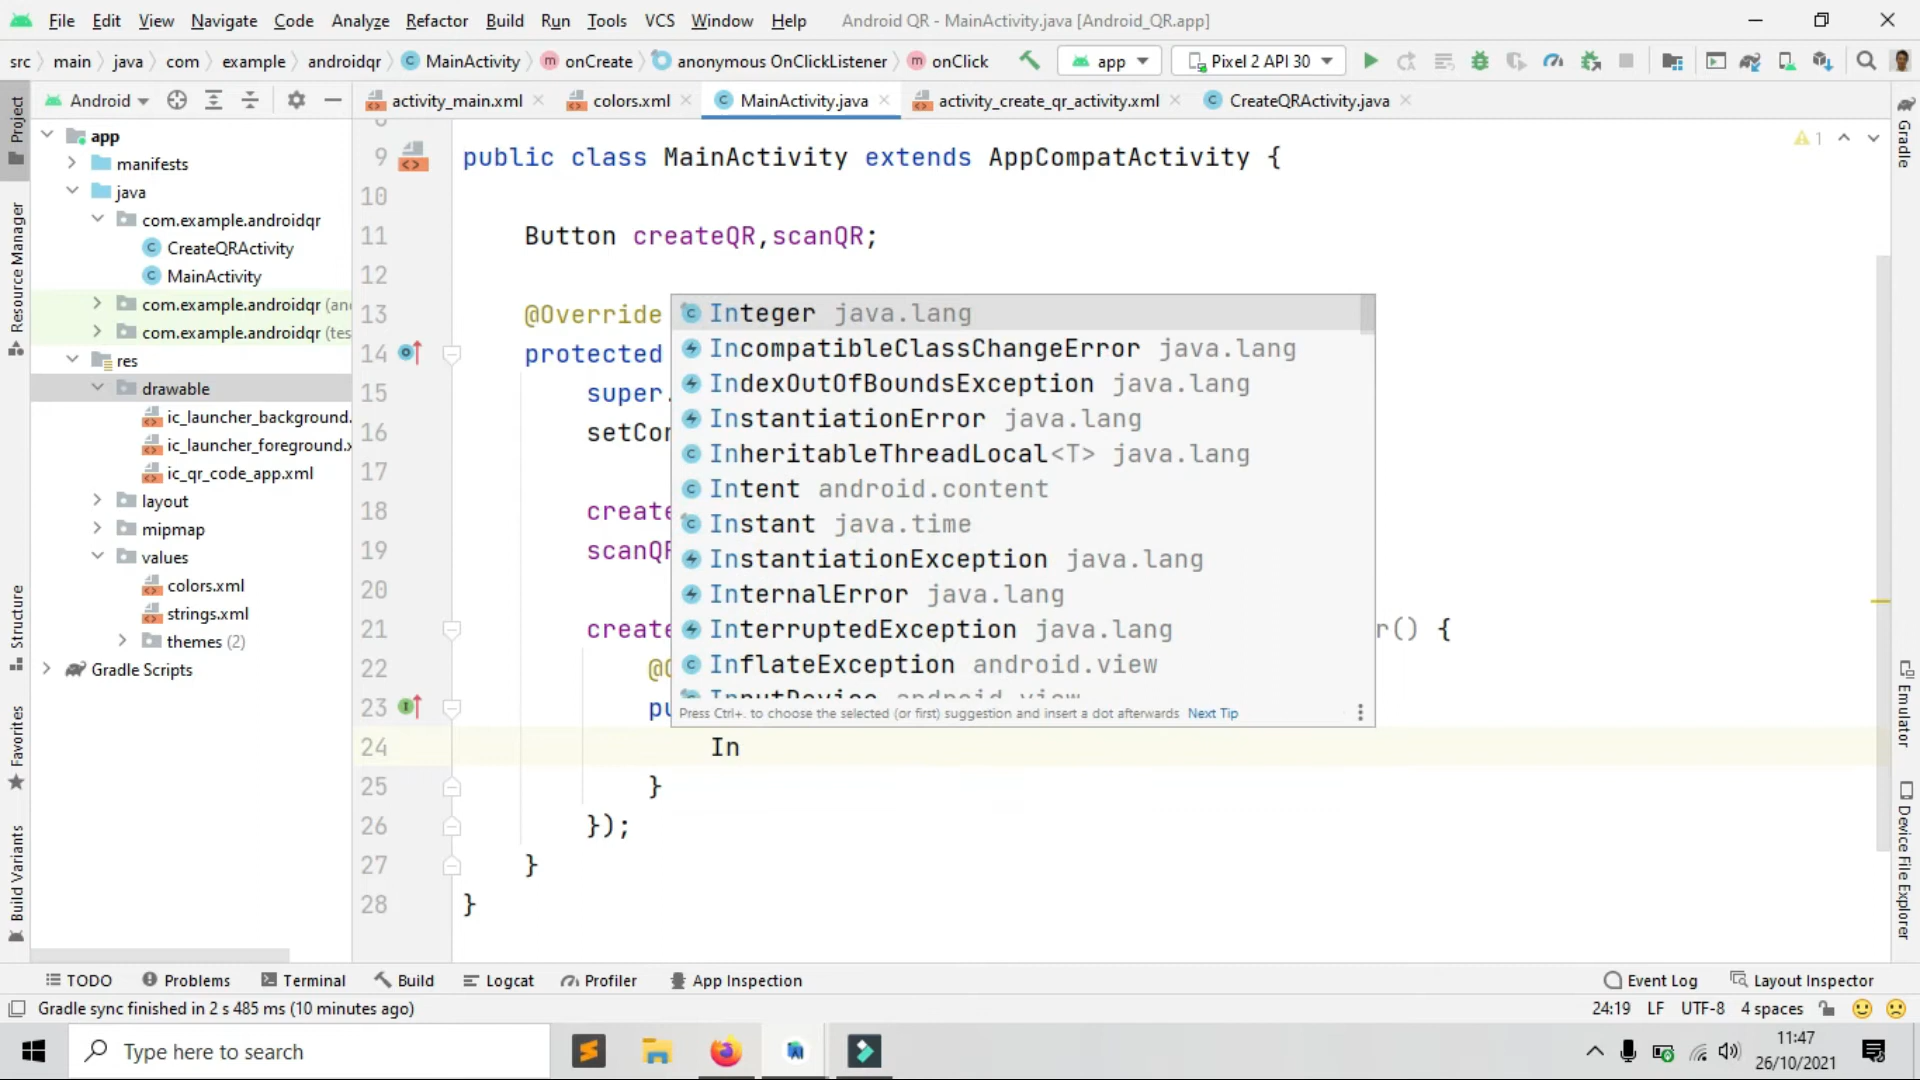 File Edit View Navigate Code Analyze Refactor Build Run Tools VCS Window Help Android QR - MainActivity.java [Android_QR.app]
src main java com example androidqr MainActivity onCreate anonymous OnClickListener onClick app Pixel 2 API 30
Android activity_main.xml colors.xml MainActivity.java activity_create_qr_activity.xml CreateQRActivity.java
Project
Resource Manager
Structure
Favorites
Build Variants
app
manifests
java
com.example.androidqr
CreateQRActivity
MainActivity
com.example.androidqr (an
com.example.androidqr (tes
res
drawable
ic_launcher_background.
ic_launcher_foreground.x
ic_qr_code_app.xml
layout
mipmap
values
colors.xml
strings.xml
themes (2)
Gradle Scripts
1
9 public class MainActivity extends AppCompatActivity {
10
11 Button createQR,scanQR;
12
13 @Override
14 protected
15 super.
16 setCon
17
18 create
19 scanQR
20
21 create r() {
22 @O
23 pu
24 In
25 }
26 });
27 }
28 }
Integer java.lang
IncompatibleClassChangeError java.lang
IndexOutOfBoundsException java.lang
InstantiationError java.lang
InheritableThreadLocal<T> java.lang
Intent android.content
Instant java.time
InstantiationException java.lang
InternalError java.lang
InterruptedException java.lang
InflateException android.view
InputDevice android.view
Press Ctrl+. to choose the selected (or first) suggestion and insert a dot afterwards Next Tip
Gradle
Emulator
Device File Explorer
TODO Problems Terminal Build Logcat Profiler App Inspection Event Log Layout Inspector
Gradle sync finished in 2 s 485 ms (10 minutes ago) 24:19 LF UTF-8 4 spaces
Type here to search
11:47
26/10/2021